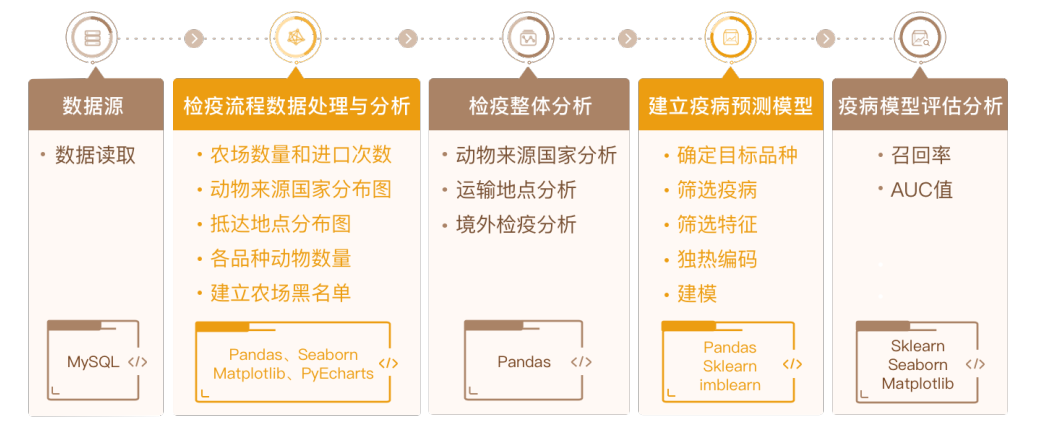 数据源
数据读取
MySQL
检疫流程数据处理与分析
农场数量和进口次数
动物来源国家分布图
抵达地点分布图
各品种动物数量
建立农场黑名单
Pandas、Seaborn
Matplotlib、PyEcharts
检疫整体分析
动物来源国家分析
运输地点分析
境外检疫分析
Pandas
建立疫病预测模型
确定目标品种
筛选疫病
筛选特征
独热编码
建模
Pandas
Sklearn
imblearn
疫病模型评估分析
召回率
AUC值
Sklearn
Seaborn
Matplotlib